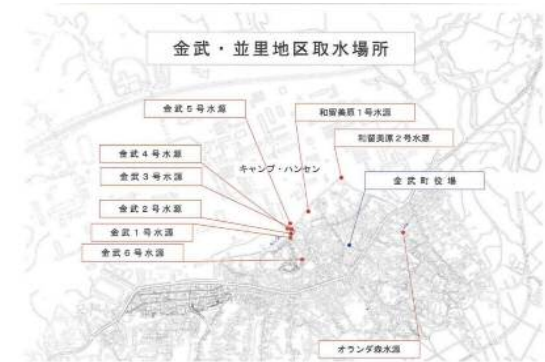 金武・並里地区取水場所
金武５号水源
和留美原１号水源
和留美原２号水源
金武４号水源
キャンプ・ハンセン
金武３号水源
金武町役場
金武２号水源
金武１号水源
金武６号水源
オランダ森水源